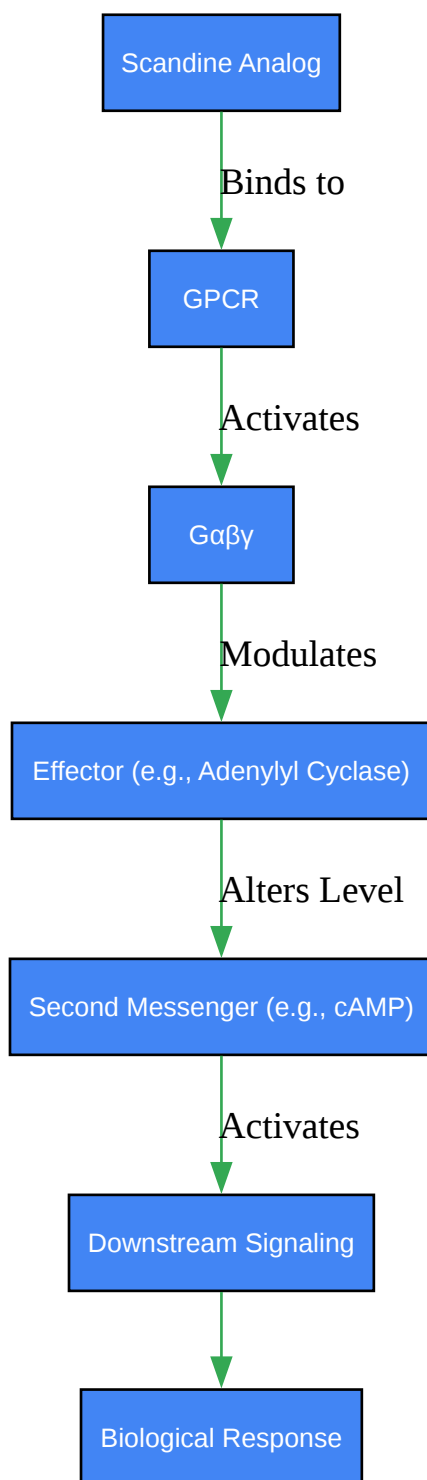 Scandine Analog
Binds to
GPCR
Activates
Gαβγ
Modulates
Effector (e.g., Adenylyl Cyclase)
Alters Level
Second Messenger (e.g., cAMP)
Activates
Downstream Signaling
Biological Response